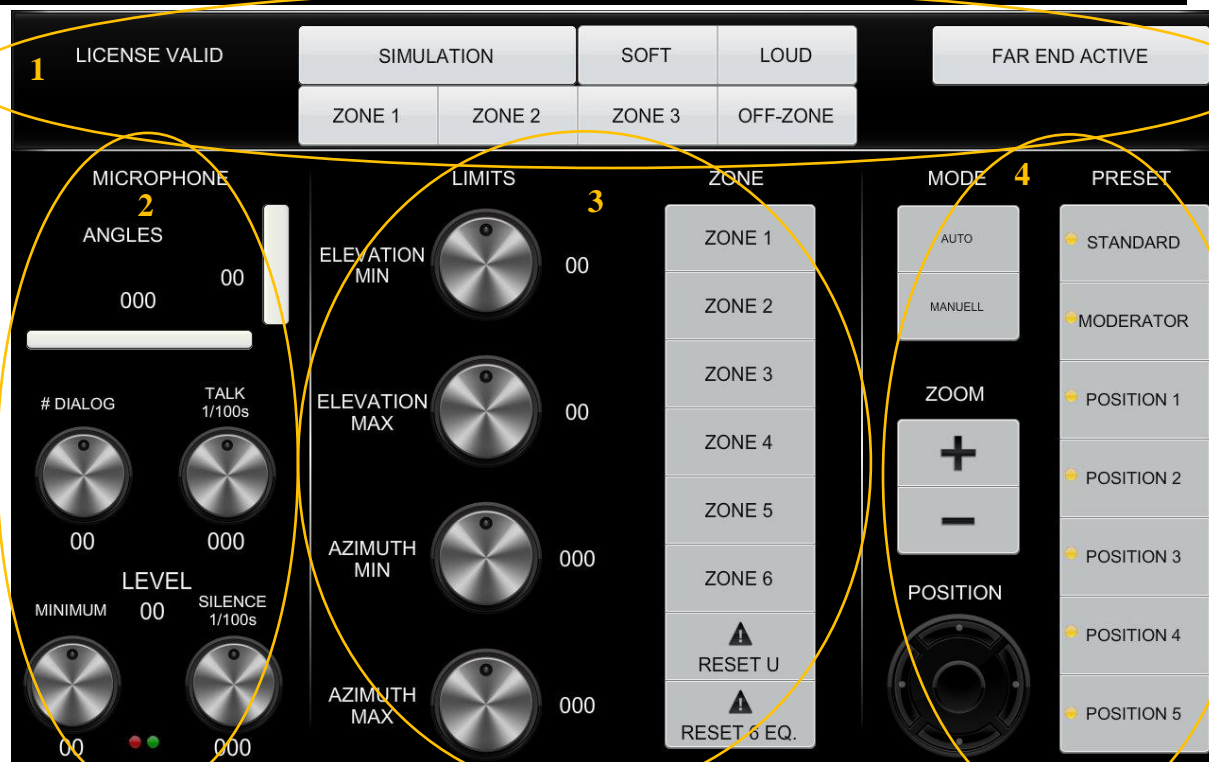 LICENSE VALID
1
SIMULATION
SOFT
LOUD
FAR END ACTIVE
ZONE 1
ZONE 2
ZONE 3
OFF-ZONE
MICROPHONE
2
ANGLES
00
000
# DIALOG
TALK
1/100s
00
000
LEVEL
00
MINIMUM
SILENCE
1/100s
00
000
LIMITS
3
ELEVATION
MIN
00
ELEVATION
MAX
00
AZIMUTH
MIN
000
AZIMUTH
MAX
000
ZONE
ZONE 1
ZONE 2
ZONE 3
ZONE 4
ZONE 5
ZONE 6
RESET U
RESET 6 EQ.
MODE
4
AUTO
MANUELL
ZOOM
+
−
POSITION
PRESET
STANDARD
MODERATOR
POSITION 1
POSITION 2
POSITION 3
POSITION 4
POSITION 5